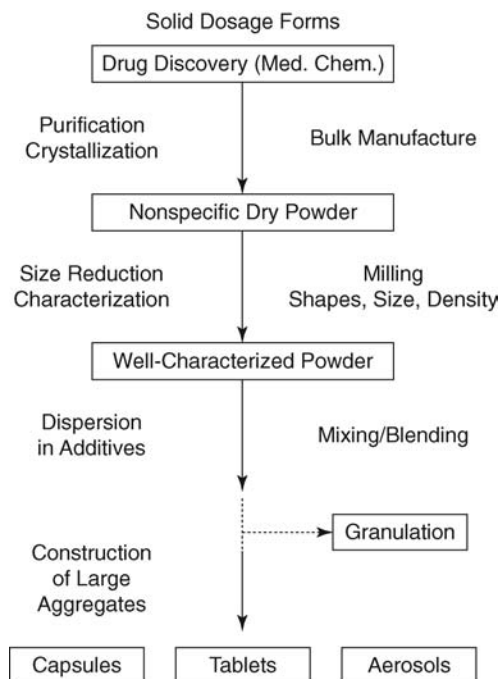 Solid Dosage Forms
Drug Discovery (Med. Chem.)
Purification
Crystallization
Bulk Manufacture
Nonspecific Dry Powder
Size Reduction
Characterization
Milling
Shapes, Size, Density
Well-Characterized Powder
Dispersion
in Additives
Mixing/Blending
Granulation
Construction
of Large
Aggregates
Capsules
Tablets
Aerosols